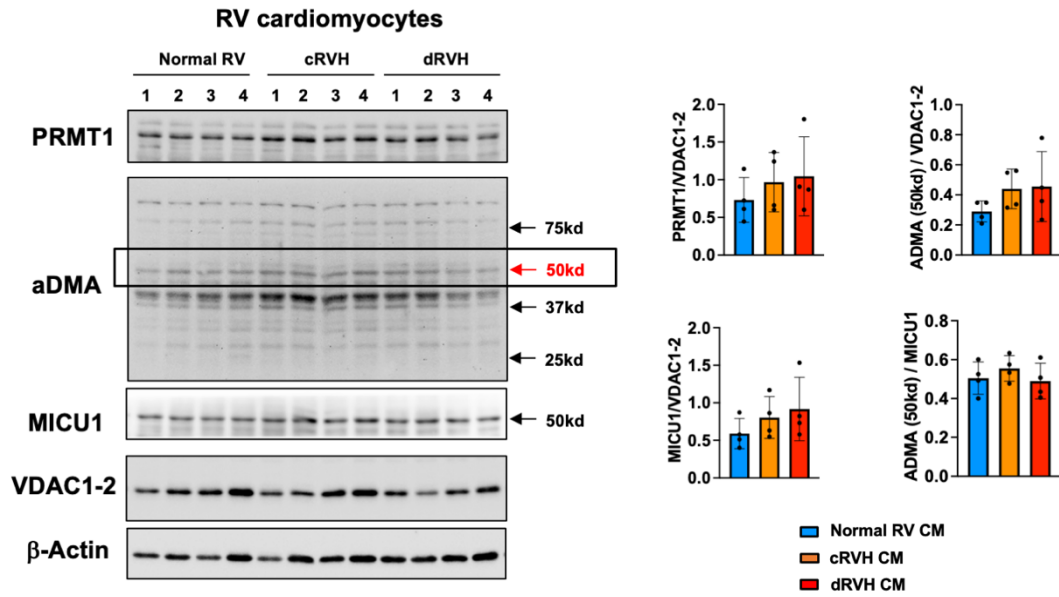 RV cardiomyocytes
Normal RV cRVH dRVH
1 2 3 4 1 2 3 4 1 2 3 4
PRMT1
aDMA
75kd
50kd
37kd
25kd
MICU1
50kd
VDAC1-2
β-Actin
PRMT1/VDAC1-2
2.0
1.5
1.0
0.5
0.0
ADMA (50kd) / VDAC1-2
1.0
0.8
0.6
0.4
0.2
0.0
MICU1/VDAC1-2
2.0
1.5
1.0
0.5
0.0
ADMA (50kd) / MICU1
0.8
0.6
0.4
0.2
0.0
Normal RV CM
cRVH CM
dRVH CM